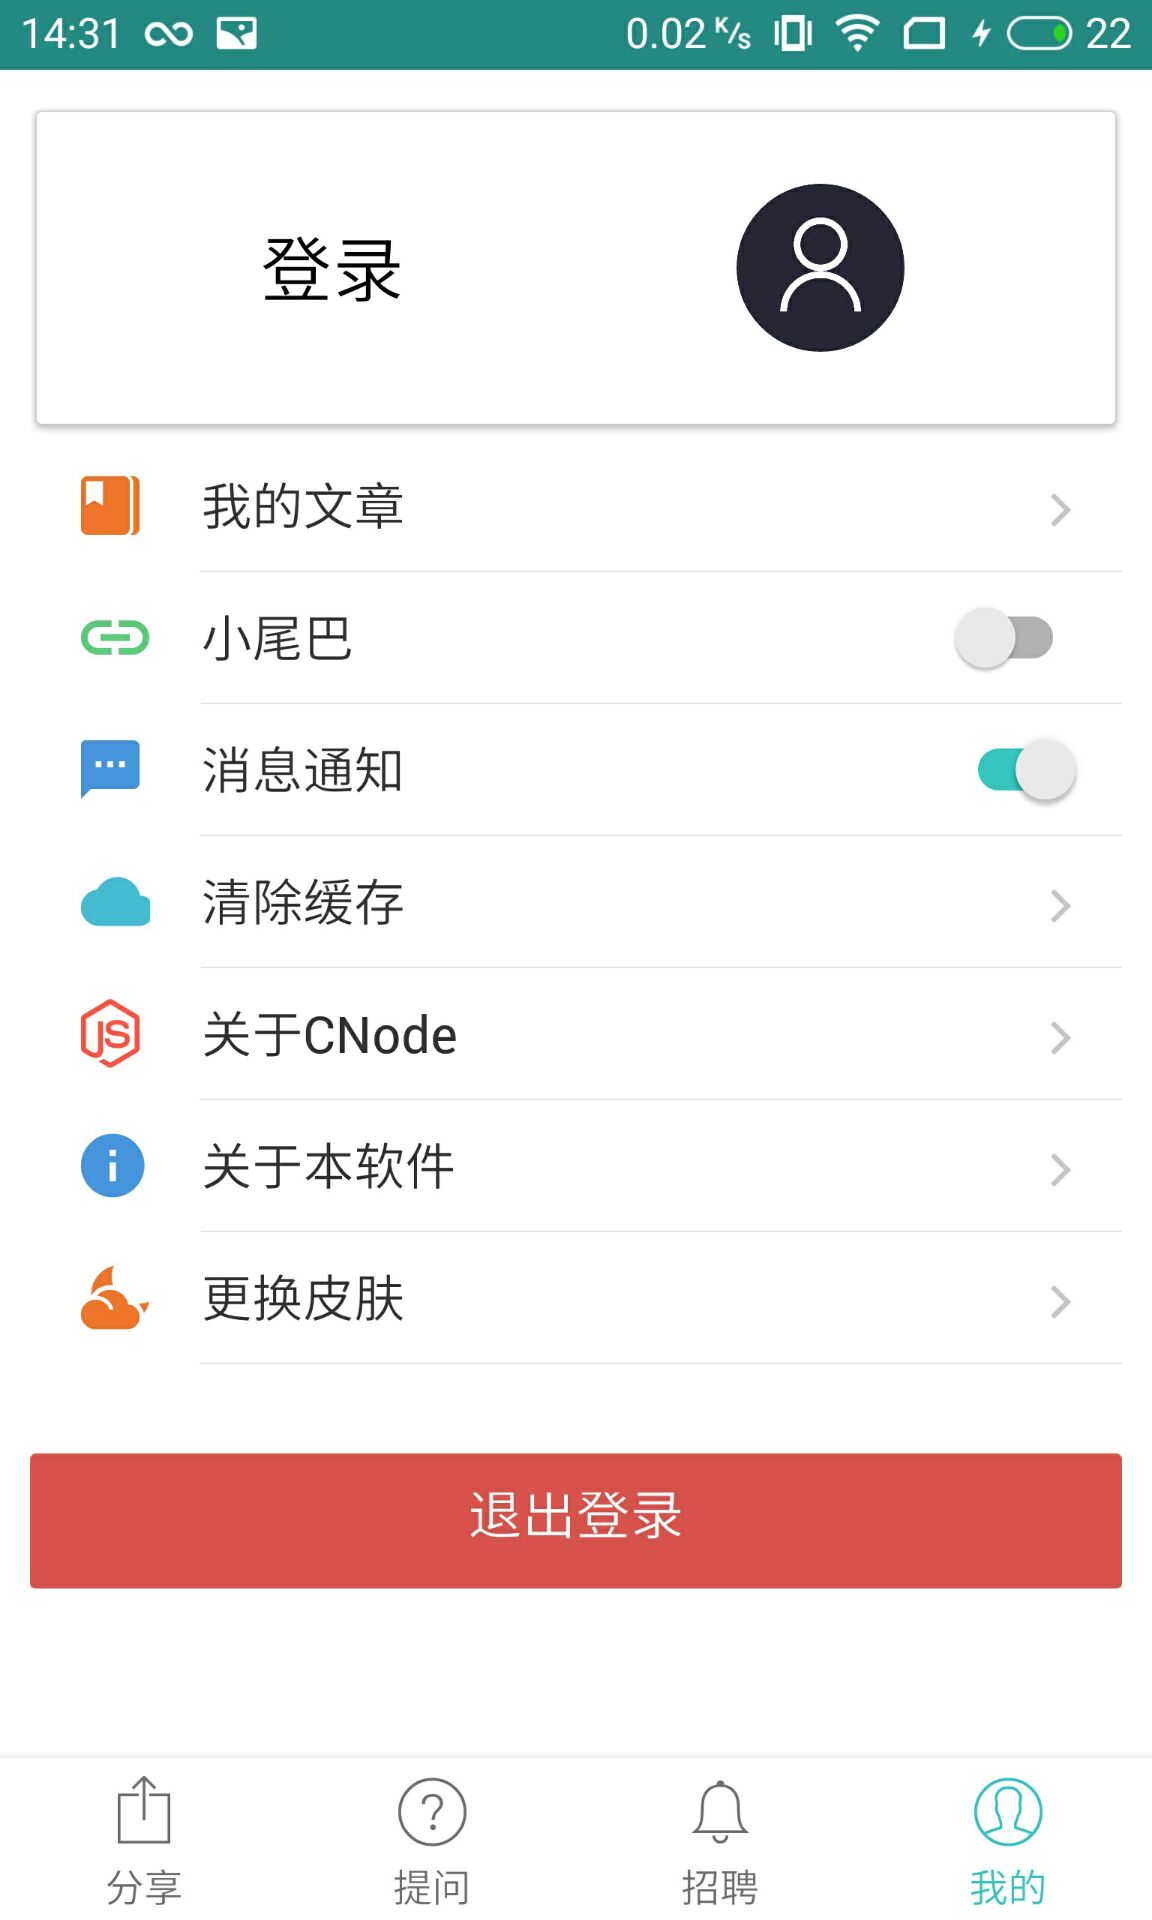 14:31 0.02 K/s 22
登录
我的文章
小尾巴
消息通知
清除缓存
JS 关于CNode
关于本软件
更换皮肤
退出登录
分享 提问 招聘 我的